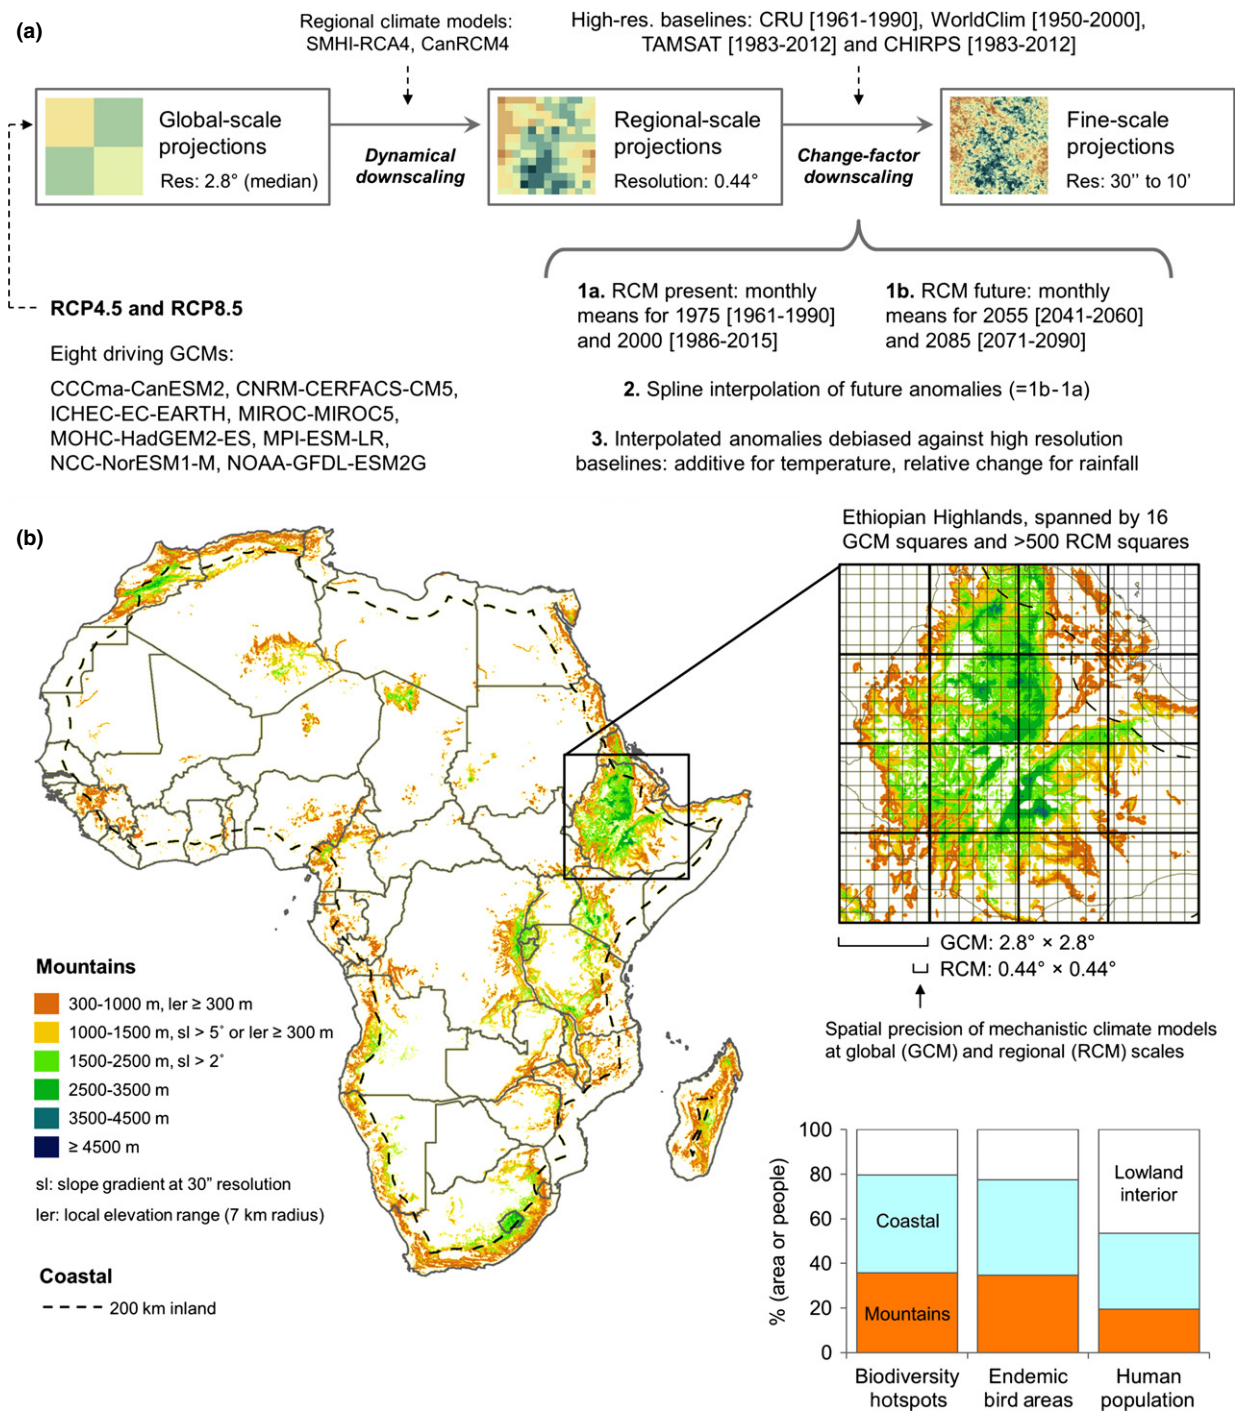 (a)
Regional climate models:
SMHI-RCA4, CanRCM4
High-res. baselines: CRU [1961-1990], WorldClim [1950-2000],
TAMSAT [1983-2012] and CHIRPS [1983-2012]
Global-scale
projections
Res: 2.8° (median)
Dynamical
downscaling
Regional-scale
projections
Resolution: 0.44°
Change-factor
downscaling
Fine-scale
projections
Res: 30'' to 10'
RCP4.5 and RCP8.5
Eight driving GCMs:
CCCma-CanESM2, CNRM-CERFACS-CM5,
ICHEC-EC-EARTH, MIROC-MIROC5,
MOHC-HadGEM2-ES, MPI-ESM-LR,
NCC-NorESM1-M, NOAA-GFDL-ESM2G
1a. RCM present: monthly
means for 1975 [1961-1990]
and 2000 [1986-2015]
1b. RCM future: monthly
means for 2055 [2041-2060]
and 2085 [2071-2090]
2. Spline interpolation of future anomalies (=1b-1a)
3. Interpolated anomalies debiased against high resolution
baselines: additive for temperature, relative change for rainfall
(b)
Ethiopian Highlands, spanned by 16
GCM squares and >500 RCM squares
GCM: 2.8° × 2.8°
RCM: 0.44° × 0.44°
Spatial precision of mechanistic climate models
at global (GCM) and regional (RCM) scales
Mountains
300-1000 m, ler ≥ 300 m
1000-1500 m, sl > 5° or ler ≥ 300 m
1500-2500 m, sl > 2°
2500-3500 m
3500-4500 m
≥ 4500 m
sl: slope gradient at 30" resolution
ler: local elevation range (7 km radius)
Coastal
200 km inland
% (area or people)
100
80
60
40
20
0
Lowland
interior
Coastal
Mountains
Biodiversity
hotspots
Endemic
bird areas
Human
population